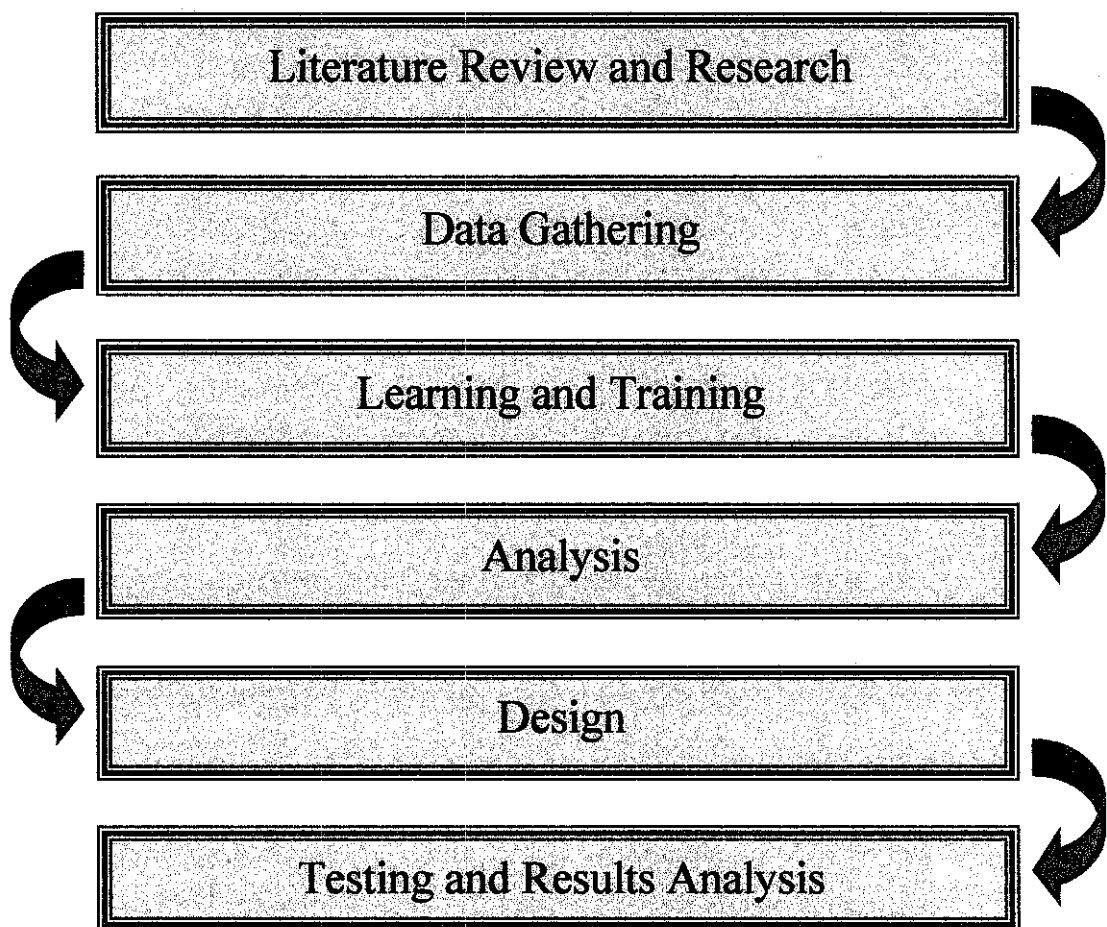 Literature Review and Research
Data Gathering
Learning and Training
Analysis
Design
Testing and Results Analysis